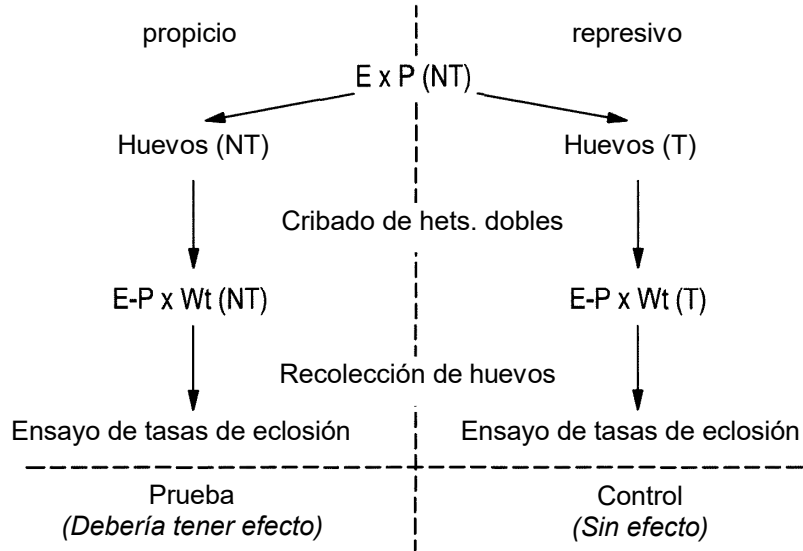 propicio
represivo
E x P (NT)
Huevos (NT)
Huevos (T)
Cribado de hets. dobles
E-P x Wt (NT)
E-P x Wt (T)
Recolección de huevos
Ensayo de tasas de eclosión
Ensayo de tasas de eclosión
Prueba
(Debería tener efecto)
Control
(Sin efecto)